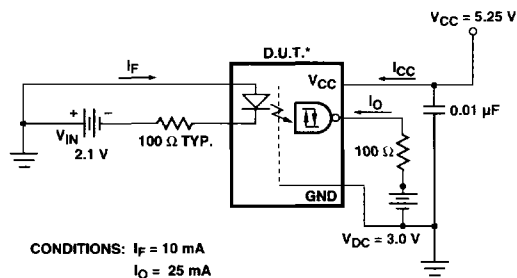 V_CC = 5.25 V
D.U.T.*
I_F
V_CC
I_CC
I_O
0.01 µF
+ −
V_IN
2.1 V
100 Ω TYP.
100 Ω
GND
V_DC = 3.0 V
CONDITIONS: I_F = 10 mA
I_O = 25 mA